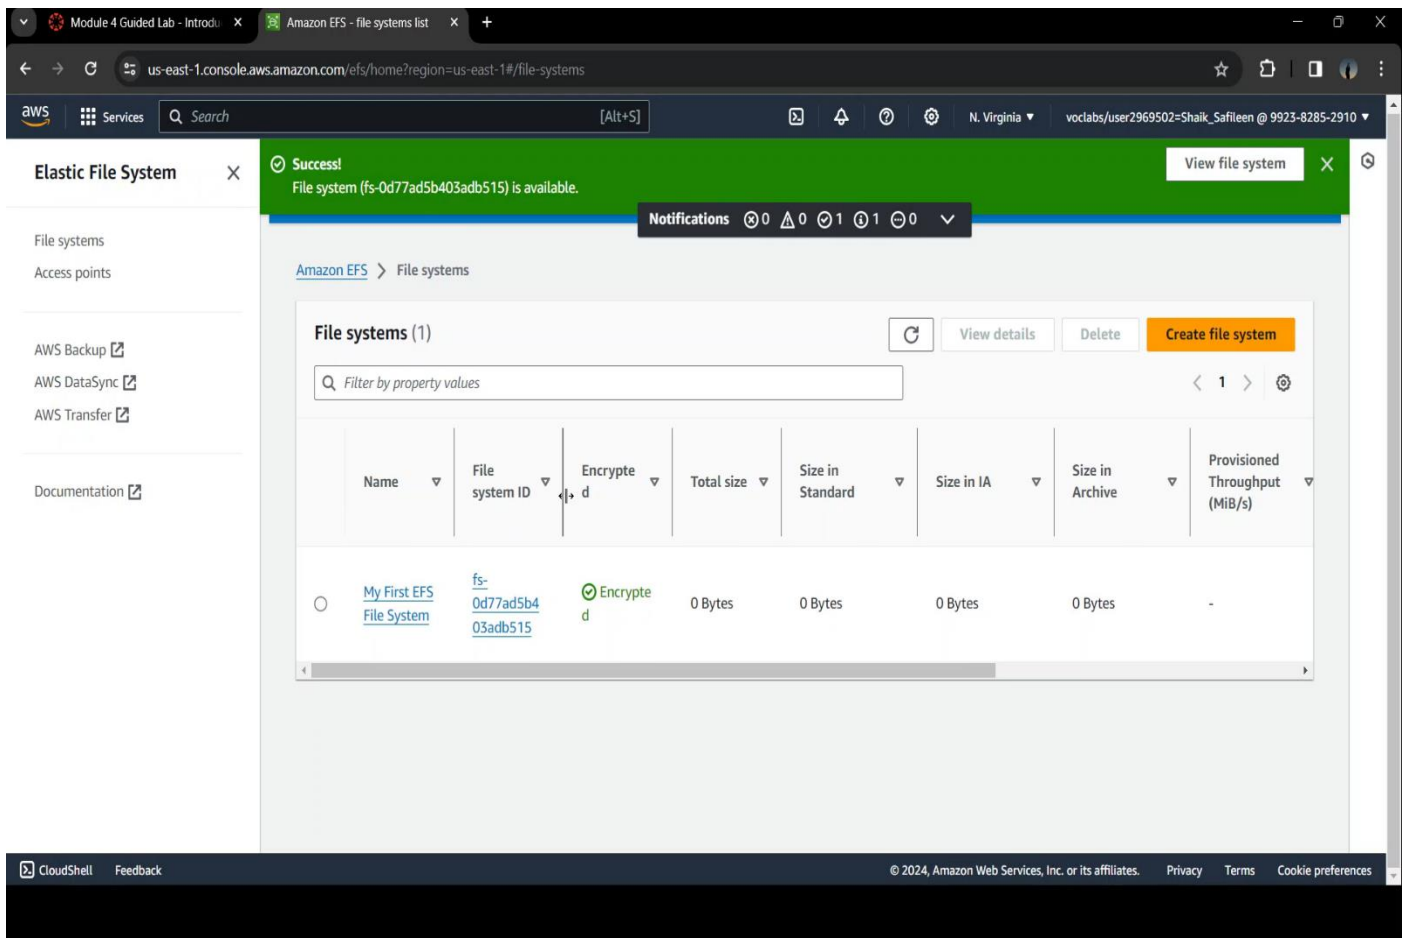 Module 4 Guided Lab - Introdu
Amazon EFS - file systems list
us-east-1.console.aws.amazon.com/efs/home?region=us-east-1#/file-systems
aws
Services
Search
[Alt+S]
N. Virginia
voclabs/user2969502=Shaik_Safileen @ 9923-8285-2910
Elastic File System
File systems
Access points
AWS Backup
AWS DataSync
AWS Transfer
Documentation
Success!
File system (fs-0d77ad5b403adb515) is available.
View file system
Notifications 0 0 1 1 0
Amazon EFS File systems
File systems (1)
View details
Delete
Create file system
Filter by property values
1
Name
File
system ID
Encrypte
d
Total size
Size in
Standard
Size in IA
Size in
Archive
Provisioned
Throughput
(MiB/s)
My First EFS
File System
fs-
0d77ad5b4
03adb515
Encrypte
d
0 Bytes
0 Bytes
0 Bytes
0 Bytes
-
CloudShell
Feedback
© 2024, Amazon Web Services, Inc. or its affiliates.
Privacy
Terms
Cookie preferences